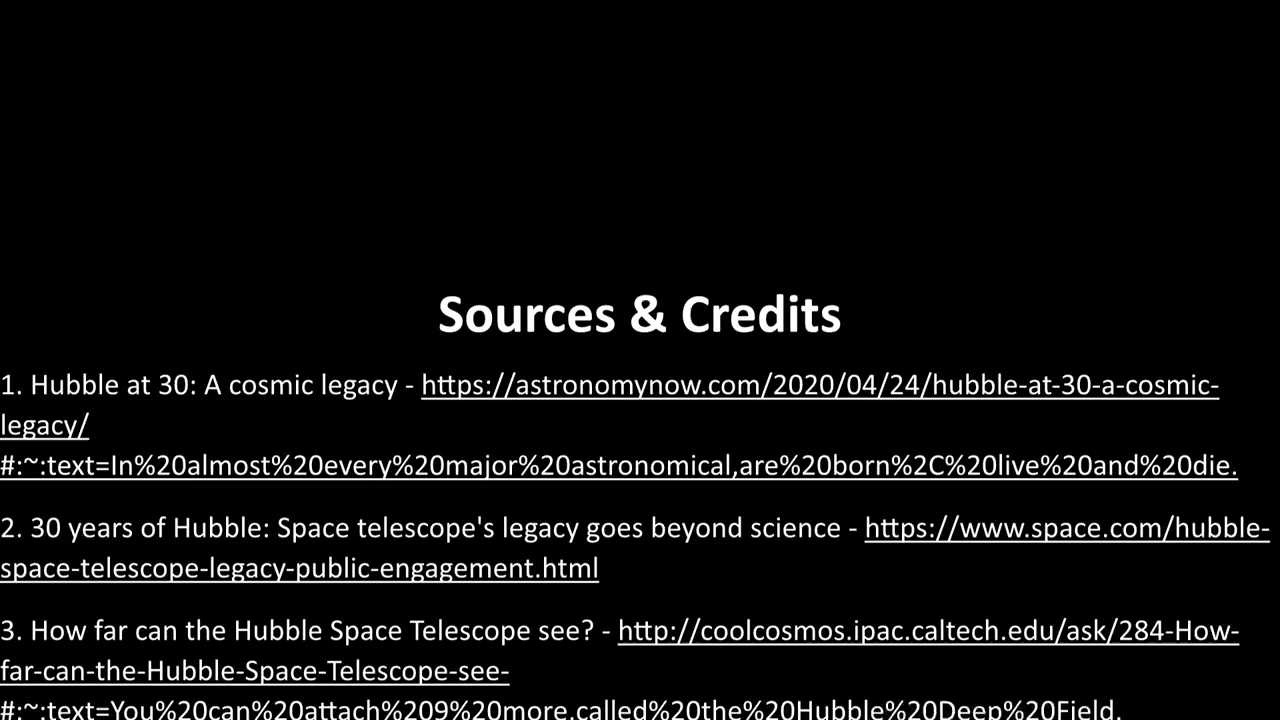 Sources & Credits
1. Hubble at 30: A cosmic legacy - https://astronomynow.com/2020/04/24/hubble-at-30-a-cosmic-
legacy/
#:~:text=In%20almost%20every%20major%20astronomical,are%20born%2C%20live%20and%20die.
2. 30 years of Hubble: Space telescope's legacy goes beyond science - https://www.space.com/hubble-
space-telescope-legacy-public-engagement.html
3. How far can the Hubble Space Telescope see? - http://coolcosmos.ipac.caltech.edu/ask/284-How-
far-can-the-Hubble-Space-Telescope-see-
#:~:text=You%20can%20attach%209%20more,called%20the%20Hubble%20Deep%20Field.